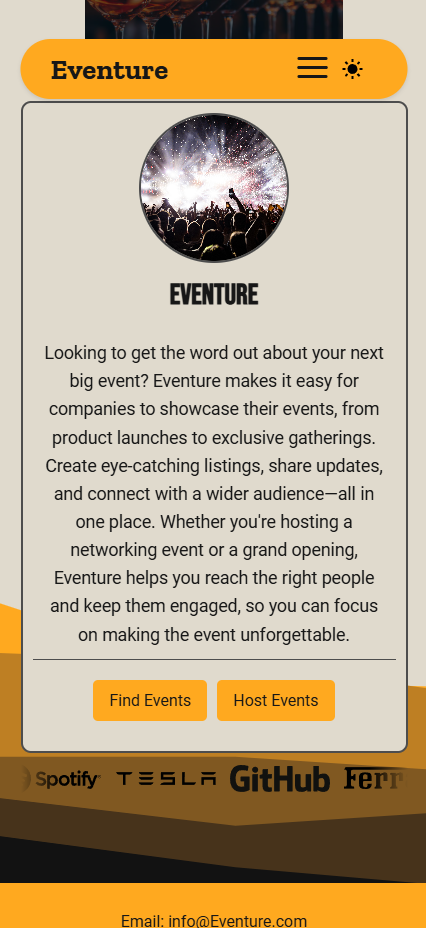 Eventure
EVENTURE
Looking to get the word out about your next
big event? Eventure makes it easy for
companies to showcase their events, from
product launches to exclusive gatherings.
Create eye-catching listings, share updates,
and connect with a wider audience—all in
one place. Whether you're hosting a
networking event or a grand opening,
Eventure helps you reach the right people
and keep them engaged, so you can focus
on making the event unforgettable.
Find Events Host Events
Spotify TESLA GitHub Ferr
Email: info@Eventure.com